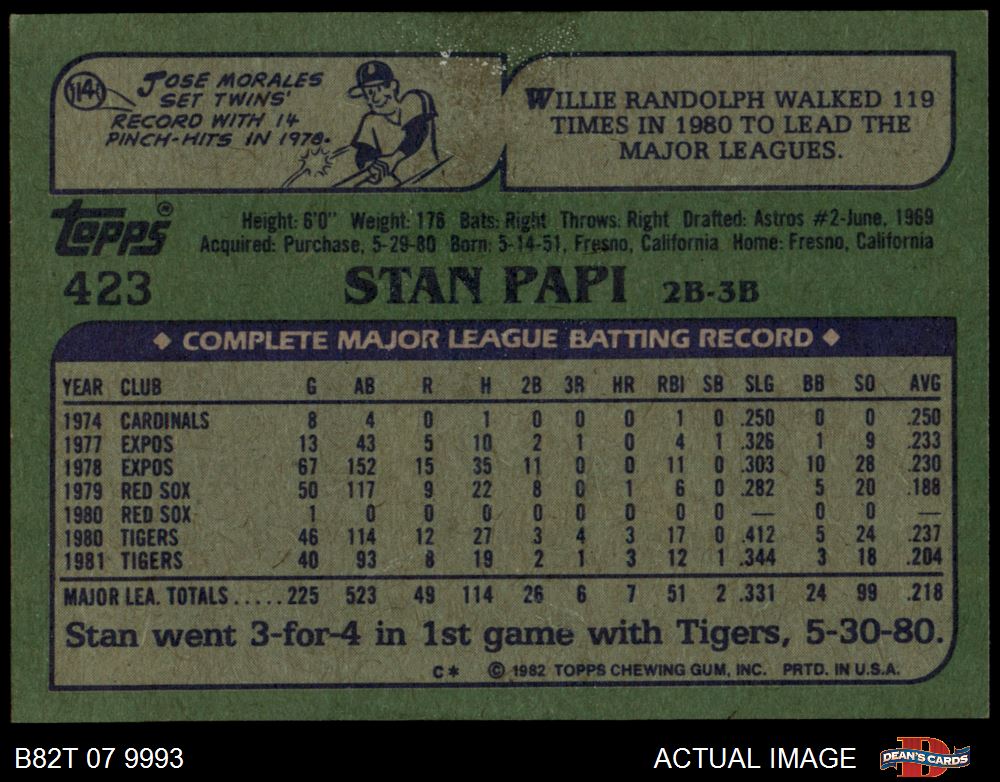 114
JOSE MORALES
SET TWINS'
RECORD WITH 14
PINCH-HITS IN 1978.
WILLIE RANDOLPH WALKED 119
TIMES IN 1980 TO LEAD THE
MAJOR LEAGUES.
Topps®
Height: 6'0" Weight: 176 Bats: Right Throws: Right Drafted: Astros #2-June, 1969
Acquired: Purchase, 5-29-80 Born: 5-14-51, Fresno, California Home: Fresno, California
423 STAN PAPI 2B-3B
◆ COMPLETE MAJOR LEAGUE BATTING RECORD ◆
YEAR CLUB G AB R H 2B 3B HR RBI SB SLG BB SO AVG
1974 CARDINALS 8 4 0 1 0 0 0 1 0 .250 0 0 .250
1977 EXPOS 13 43 5 10 2 1 0 4 1 .326 1 9 .233
1978 EXPOS 67 152 15 35 11 0 0 11 0 .303 10 28 .230
1979 RED SOX 50 117 9 22 8 0 1 6 0 .282 5 20 .188
1980 RED SOX 1 0 0 0 0 0 0 0 0 — 0 0 —
1980 TIGERS 46 114 12 27 3 4 3 17 0 .412 5 24 .237
1981 TIGERS 40 93 8 19 2 1 3 12 1 .344 3 18 .204
MAJOR LEA. TOTALS.....225 523 49 114 26 6 7 51 2 .331 24 99 .218
Stan went 3-for-4 in 1st game with Tigers, 5-30-80.
C* © 1982 TOPPS CHEWING GUM, INC. PRTD. IN U.S.A.
B82T 07 9993
ACTUAL IMAGE
DEAN'S CARDS